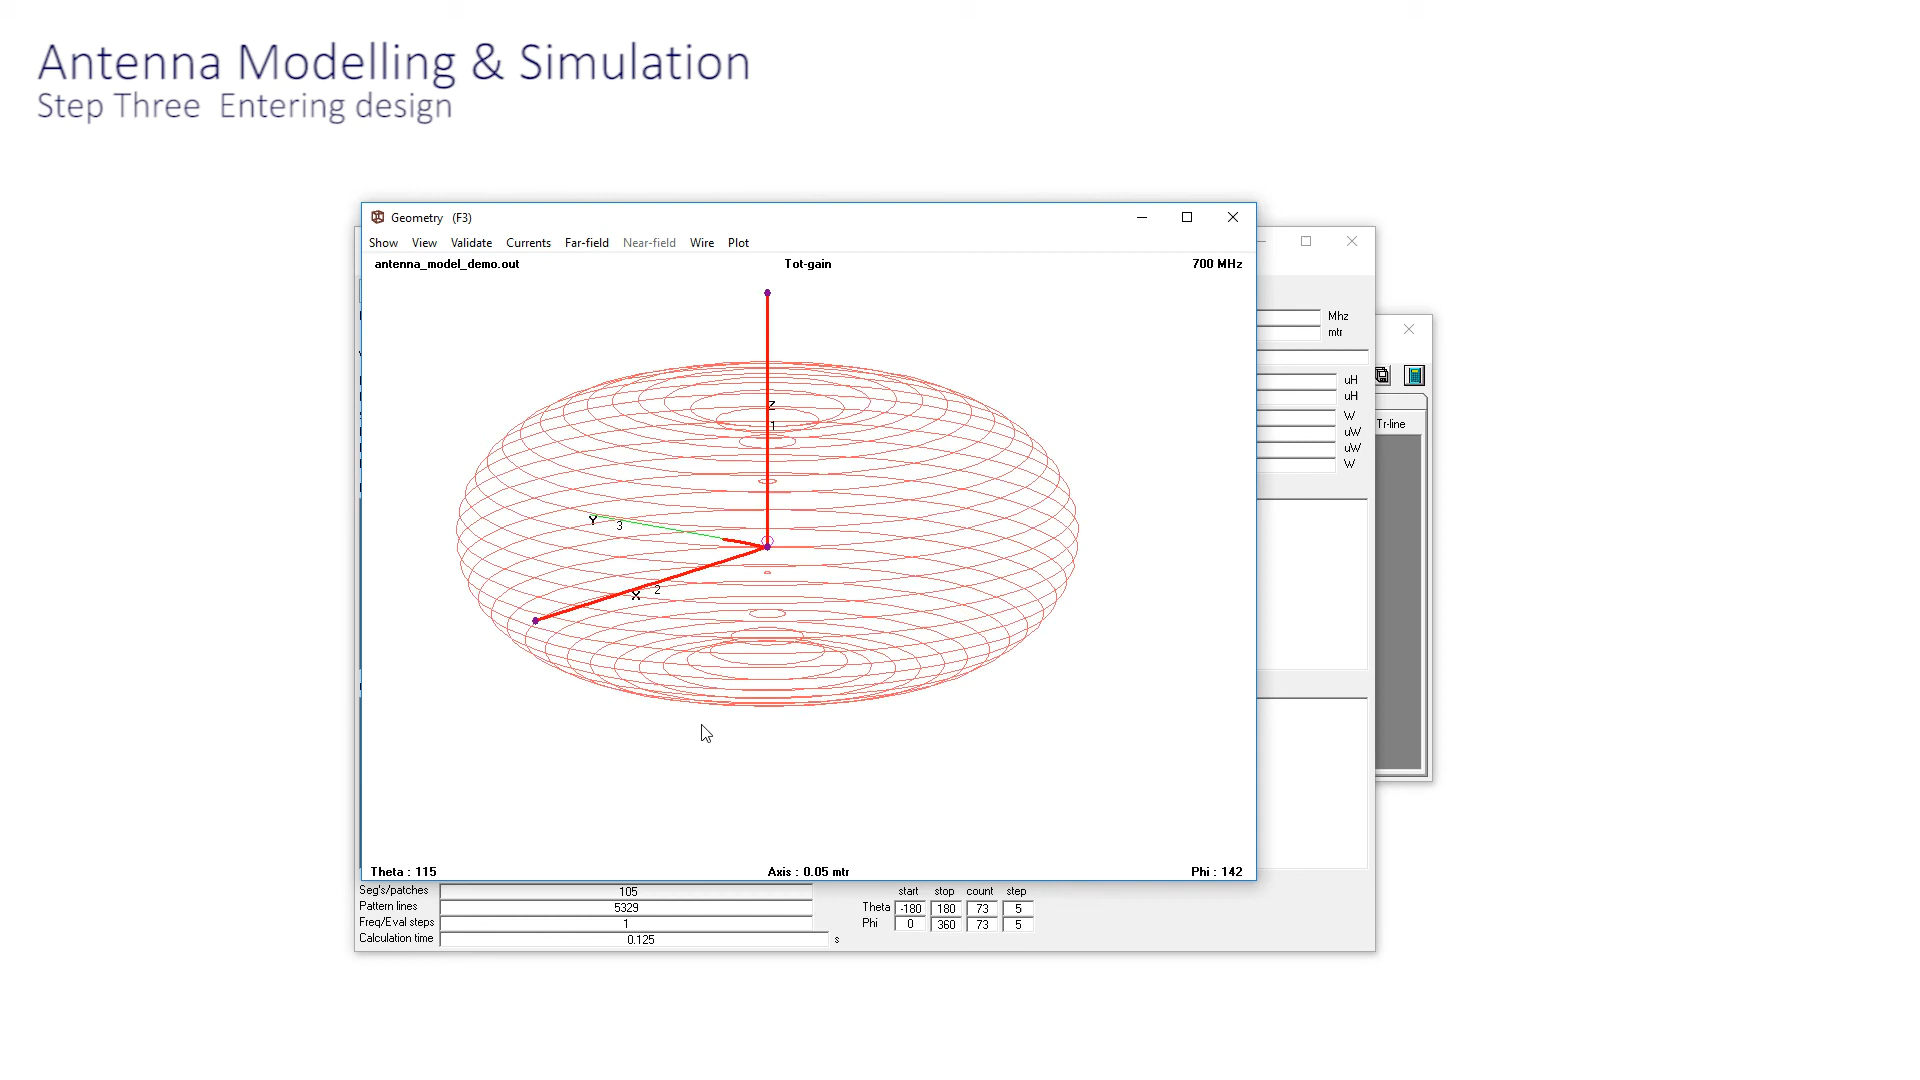 Antenna Modelling & Simulation
Step Three Entering design
Geometry (F3)
Show View Validate Currents Far-field Near-field Wire Plot
antenna_model_demo.out Tot-gain 700 MHz
Z
1
Y 3
X 2
Theta : 115 Axis : 0.05 mtr Phi : 142
Mhz
mtr
uH
uH
W
uW
uW
W
Tr-line
Seg's/patches 105
Pattern lines 5329
Freq/Eval steps 1
Calculation time 0.125 s
start stop count step
Theta -180 180 73 5
Phi 0 360 73 5